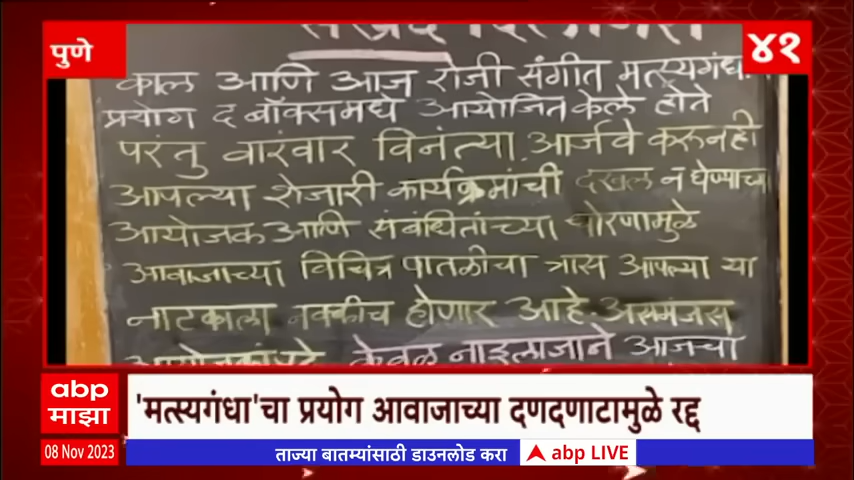 पुणे
४१
काल आणि आज रोजी संगीत मत्स्यगंधा
प्रयोग द बॉक्समधे आयोजित केले होते
परंतु वारंवार विनंत्या आर्जवे करूनही
आपल्या शेजारी कार्यक्रमांची दखल न घेण्याच्या
आयोजक आणि संबंधितांच्या धोरणामुळे
आवाजाच्या विचित्र पातळीचा त्रास आपल्या या
नाटकाला नक्कीच होणार आहे. असमंजस
केवळ नाइलाजाने आजचा
abp माझा
'मत्स्यगंधा'चा प्रयोग आवाजाच्या दणदणाटामुळे रद्द
08 Nov 2023
ताज्या बातम्यांसाठी डाउनलोड करा
abp LIVE